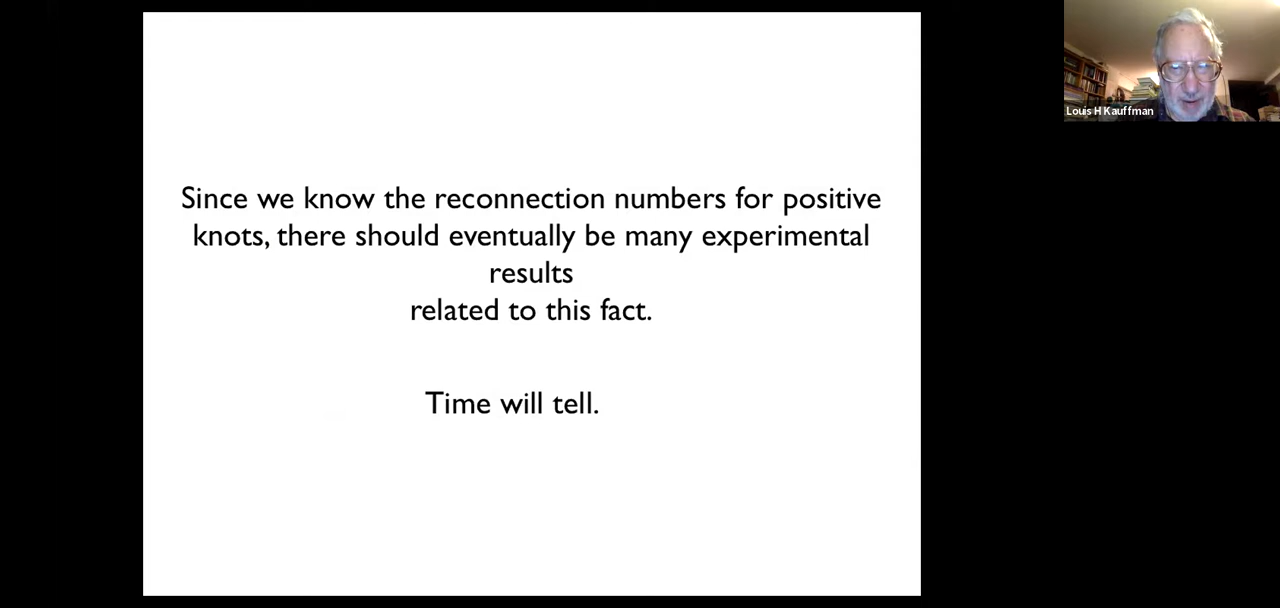 Since we know the reconnection numbers for positive
knots, there should eventually be many experimental
results
related to this fact.
Time will tell.
Louis H Kauffman